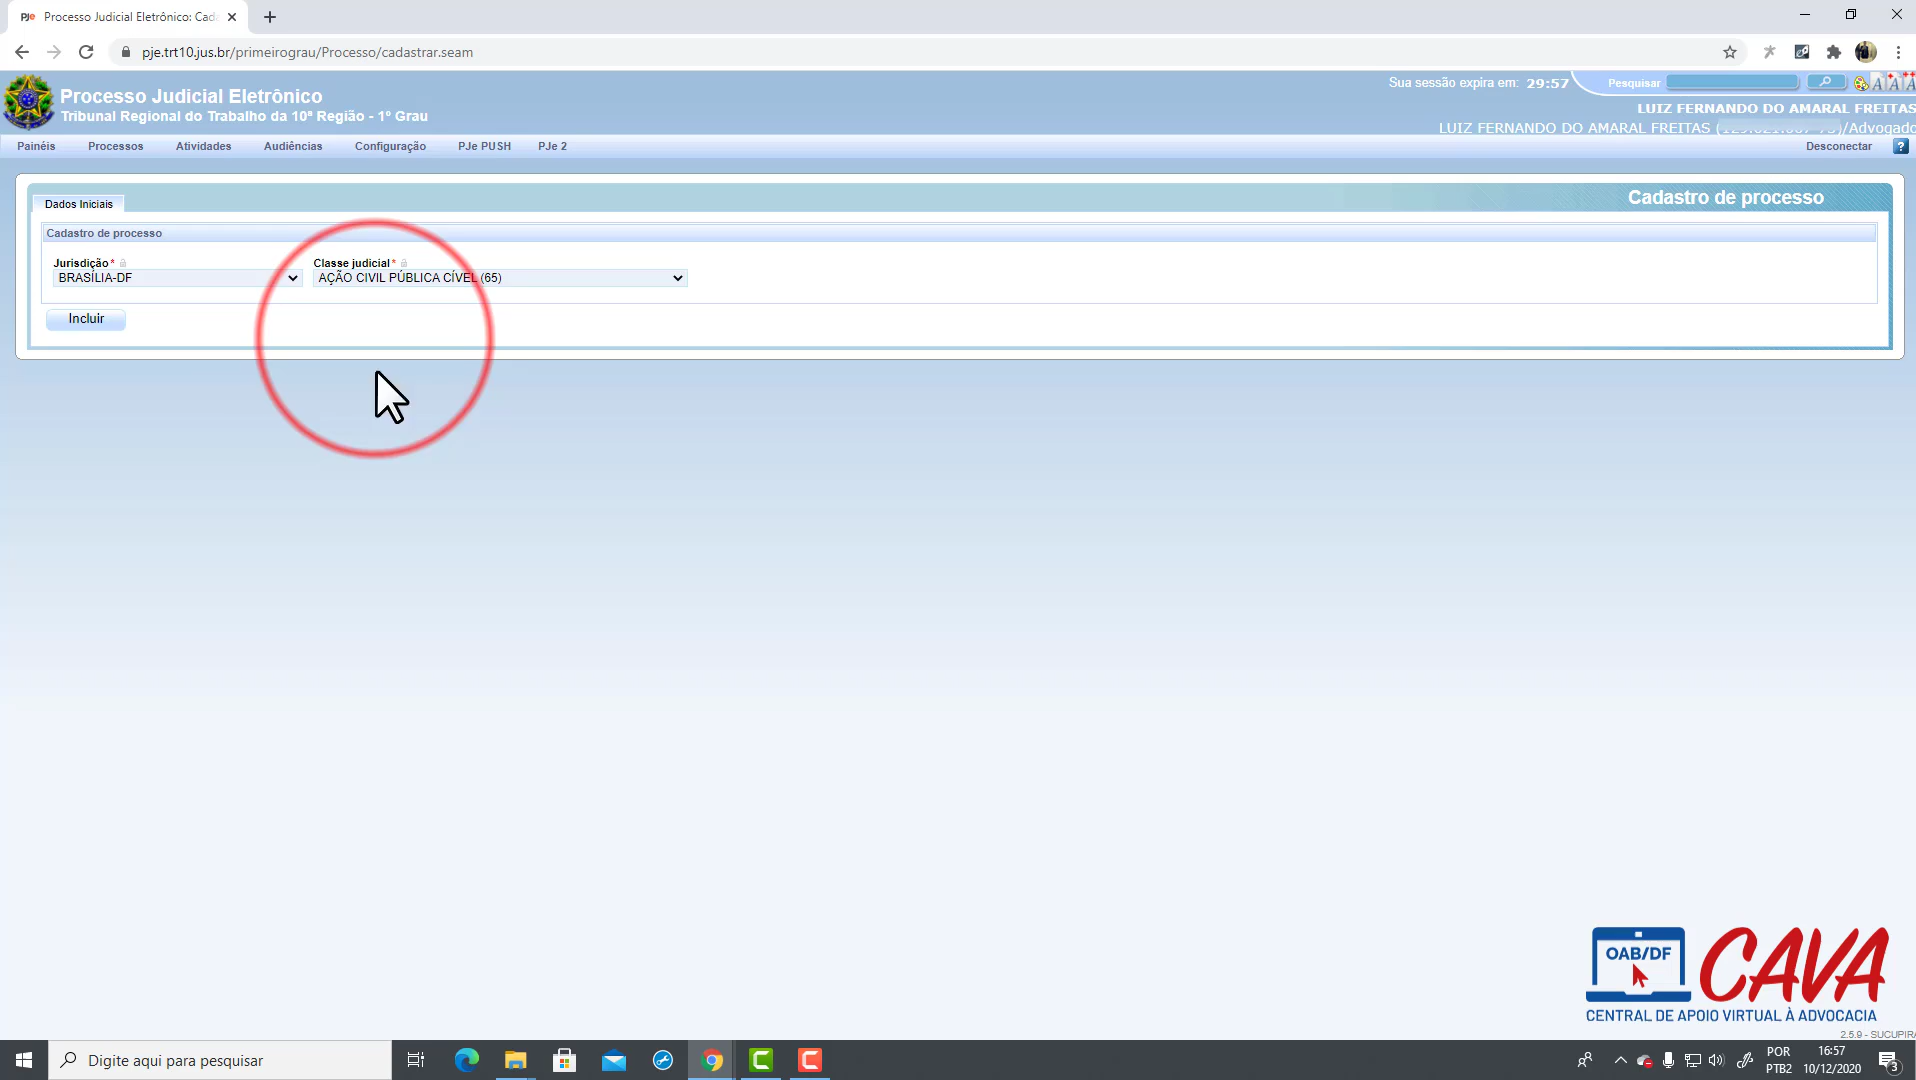 PJe Processo Judicial Eletrônico: Cada
pje.trt10.jus.br/primeirograu/Processo/cadastrar.seam
Sua sessão expira em: 29:57
Pesquisar
Processo Judicial Eletrônico
Tribunal Regional do Trabalho da 10ª Região - 1º Grau
LUIZ FERNANDO DO AMARAL FREITAS
LUIZ FERNANDO DO AMARAL FREITAS ( )/Advogado
Painéis Processos Atividades Audiências Configuração PJe PUSH PJe 2 Desconectar ?
Cadastro de processo
Dados Iniciais
Cadastro de processo
Jurisdição* Classe judicial*
BRASÍLIA-DF AÇÃO CIVIL PÚBLICA CÍVEL (65)
Incluir
OAB/DF
CAVA
CENTRAL DE APOIO VIRTUAL À ADVOCACIA
2.5.9 - SUCUPIRA
Digite aqui para pesquisar
POR
PTB2
16:57
10/12/2020
3